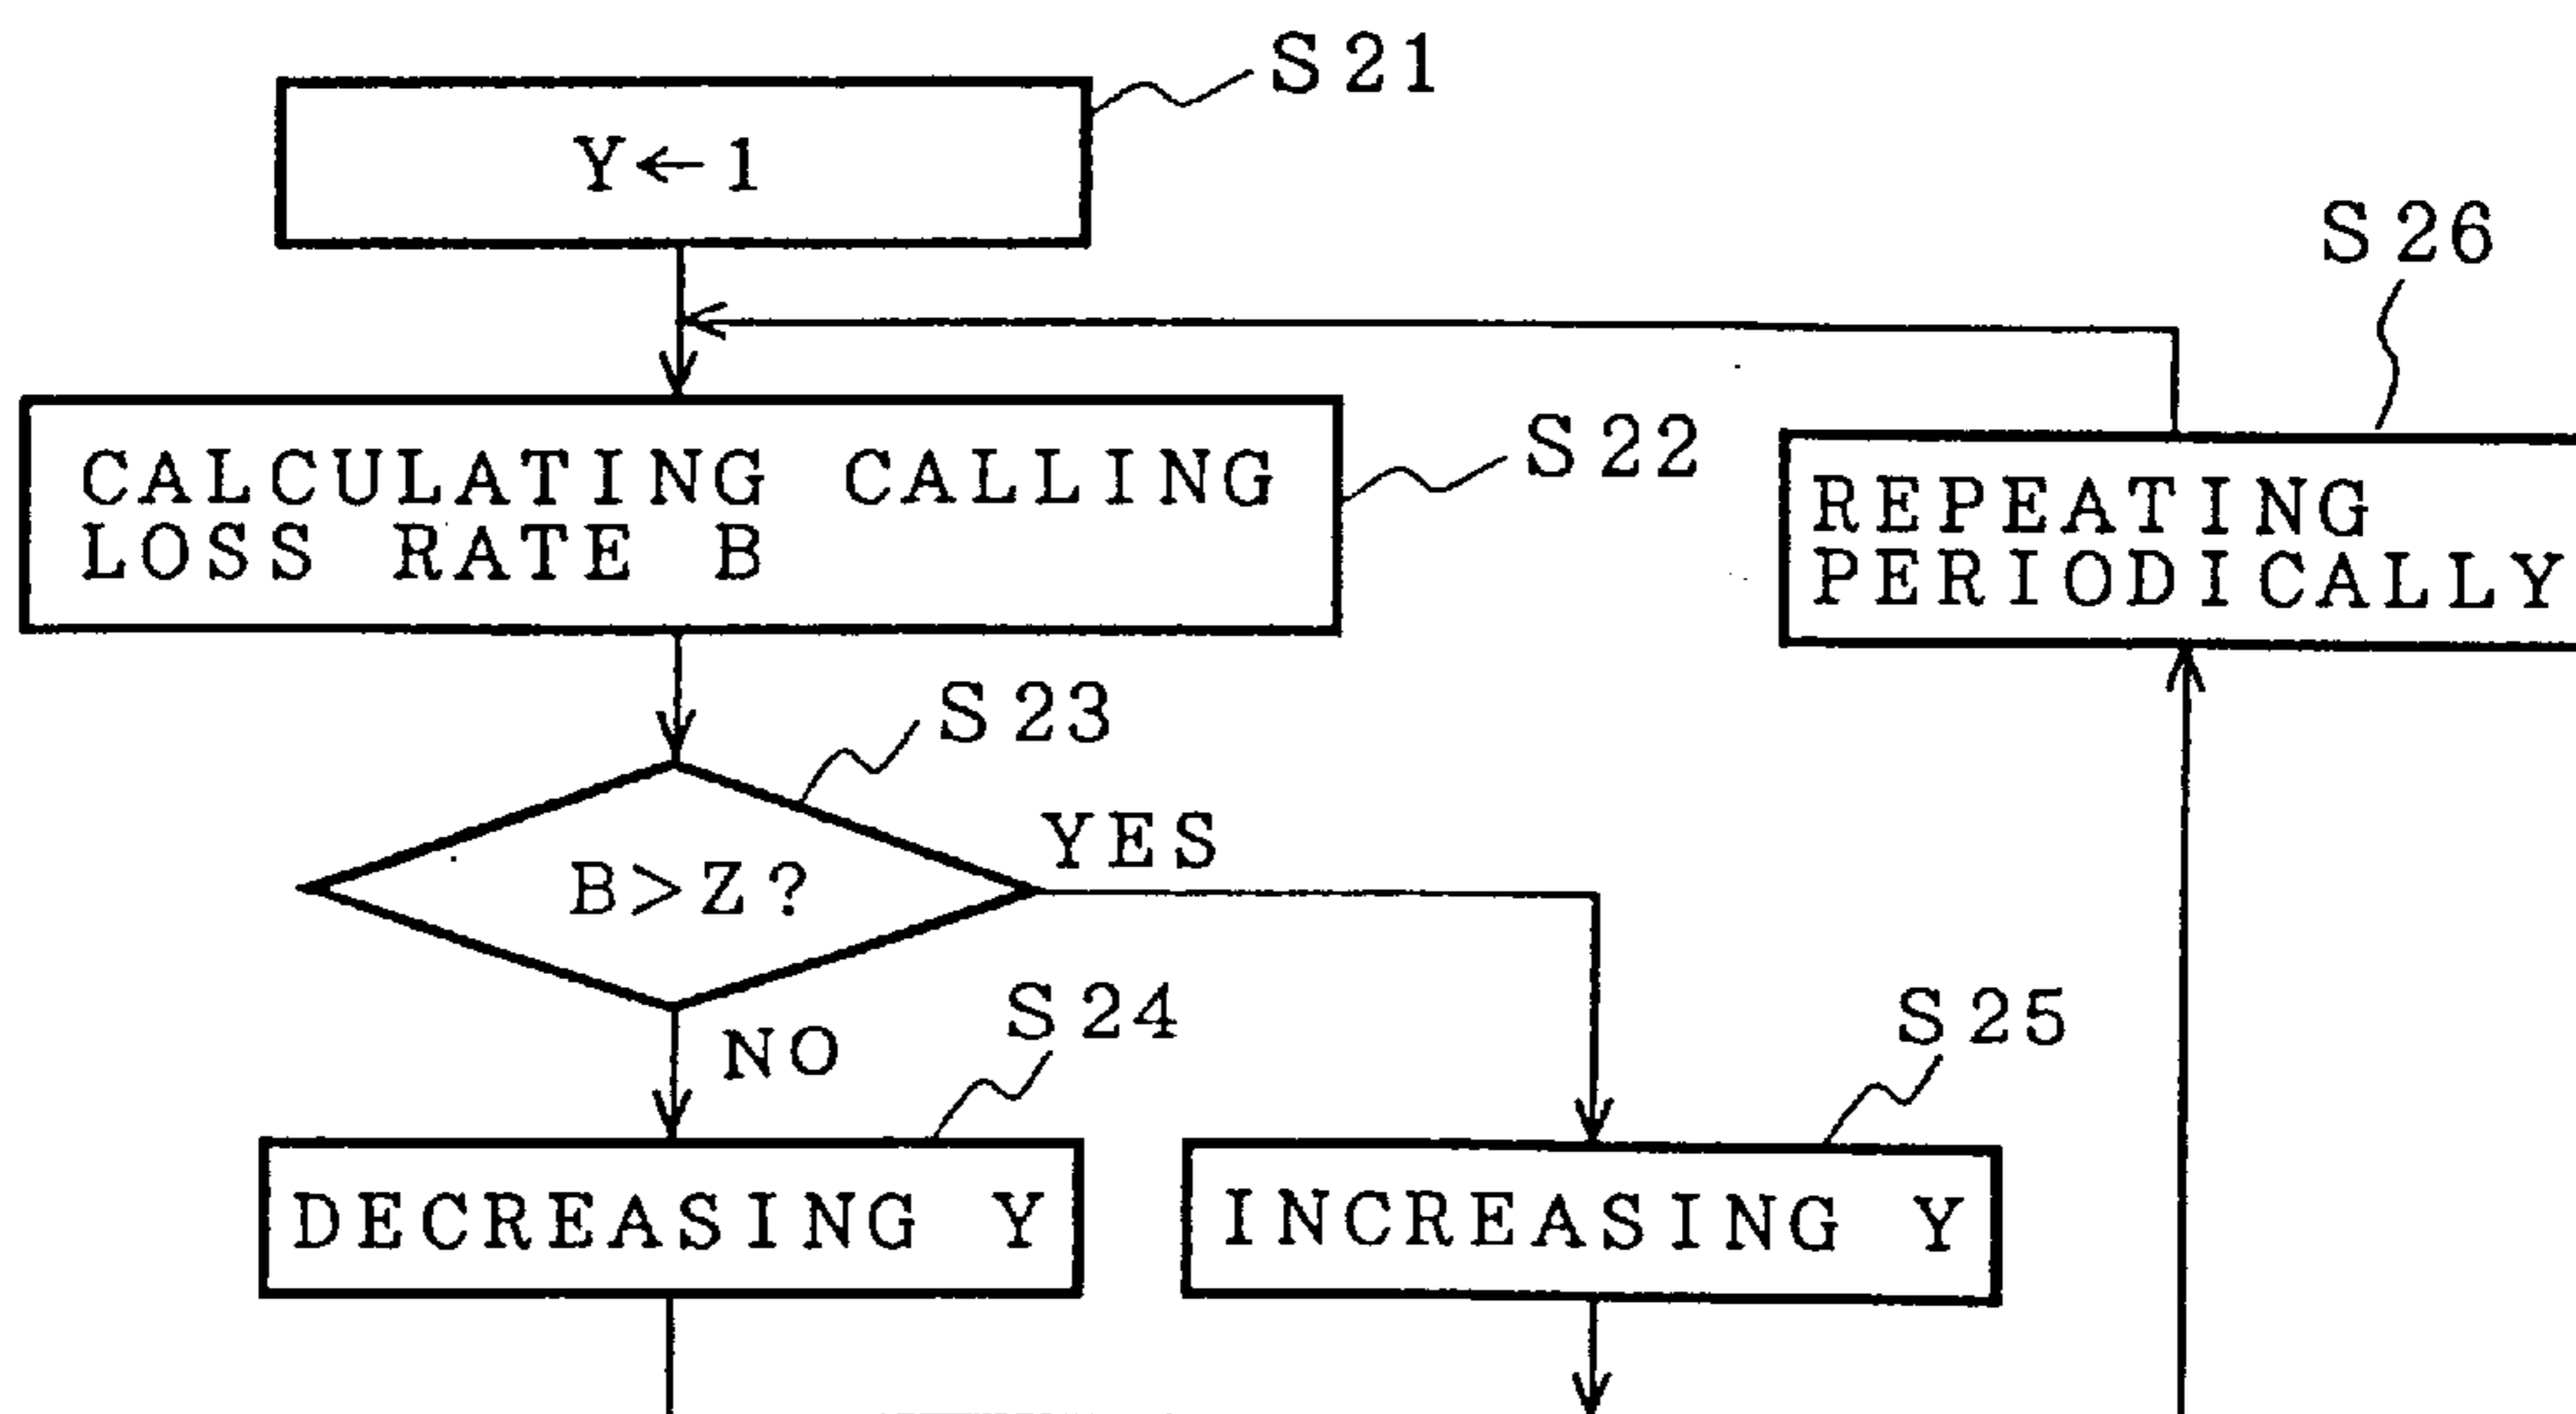 S21
Y←1
S26
CALCULATING CALLING
LOSS RATE B
S22
REPEATING
PERIODICALLY
S23
B>Z?
YES
NO
S24
S25
DECREASING Y
INCREASING Y